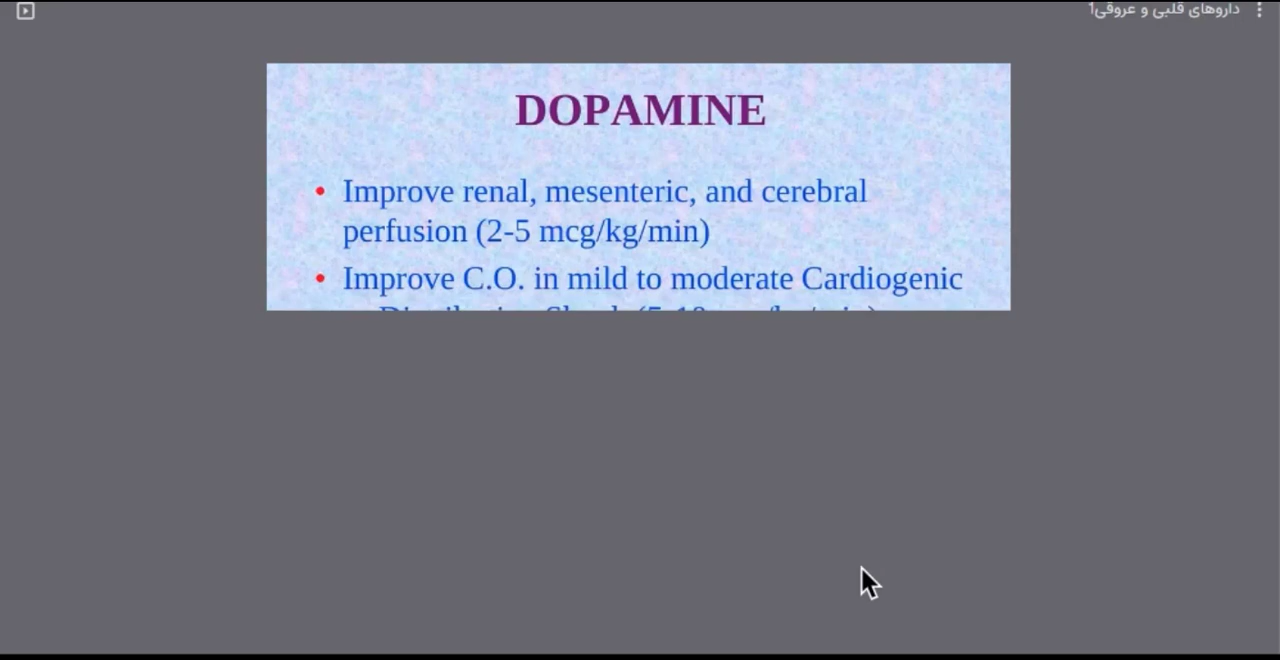 داروهای قلبی و عروقی1
DOPAMINE
• Improve renal, mesenteric, and cerebral
perfusion (2-5 mcg/kg/min)
• Improve C.O. in mild to moderate Cardiogenic